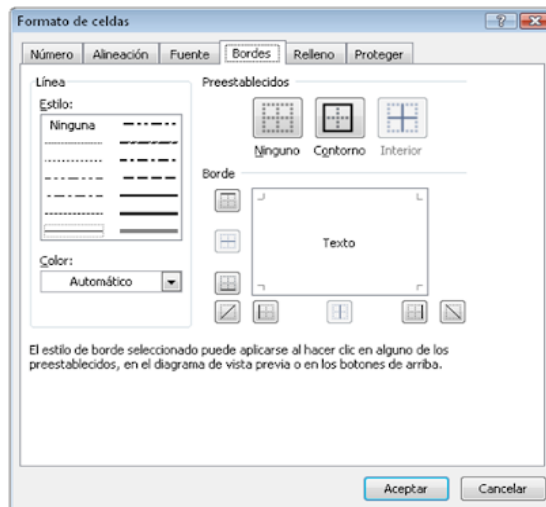 Formato de celdas
Número Alineación Fuente Bordes Relleno Proteger
Línea
Estilo:
Ninguna
Color:
Automático
Preestablecidos
Ninguno Contorno Interior
Borde
Texto
El estilo de borde seleccionado puede aplicarse al hacer clic en alguno de los
preestablecidos, en el diagrama de vista previa o en los botones de arriba.
Aceptar Cancelar